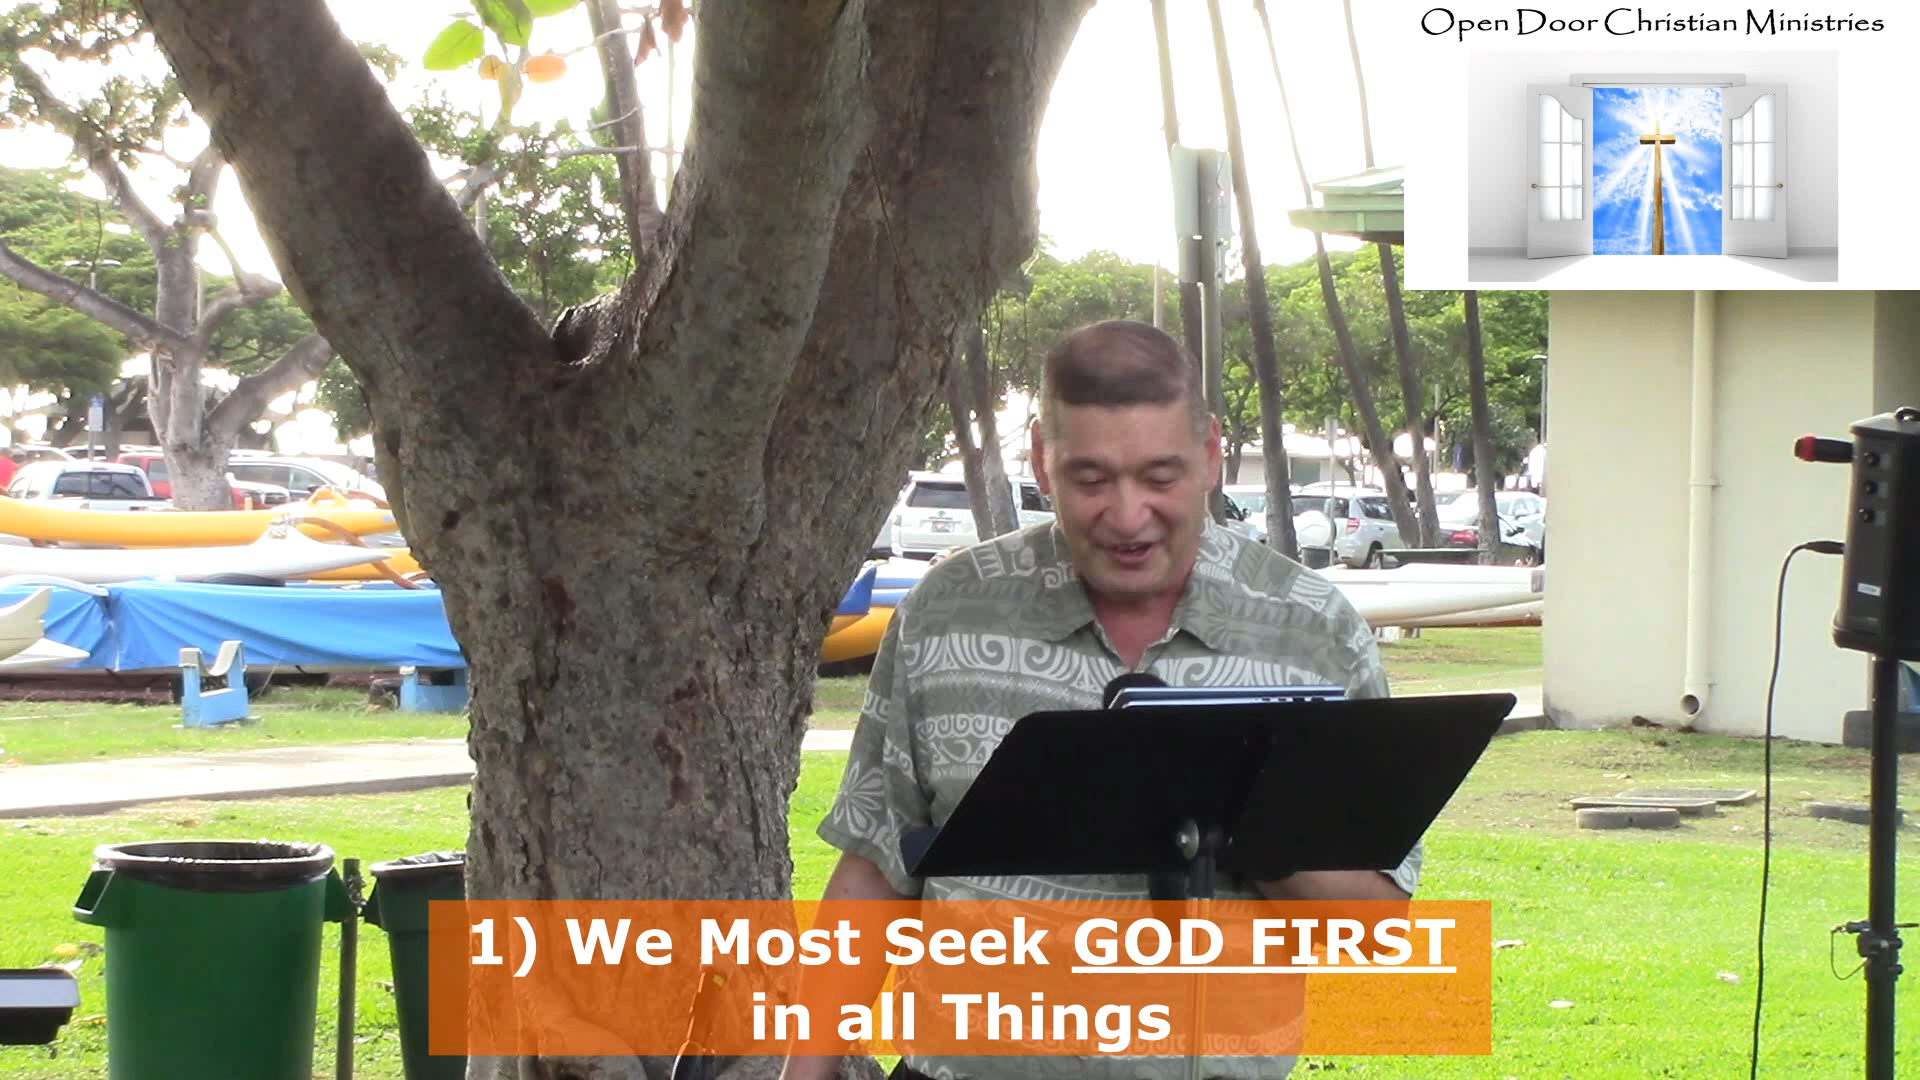 Open Door Christian Ministries
1) We Most Seek GOD FIRST
in all Things